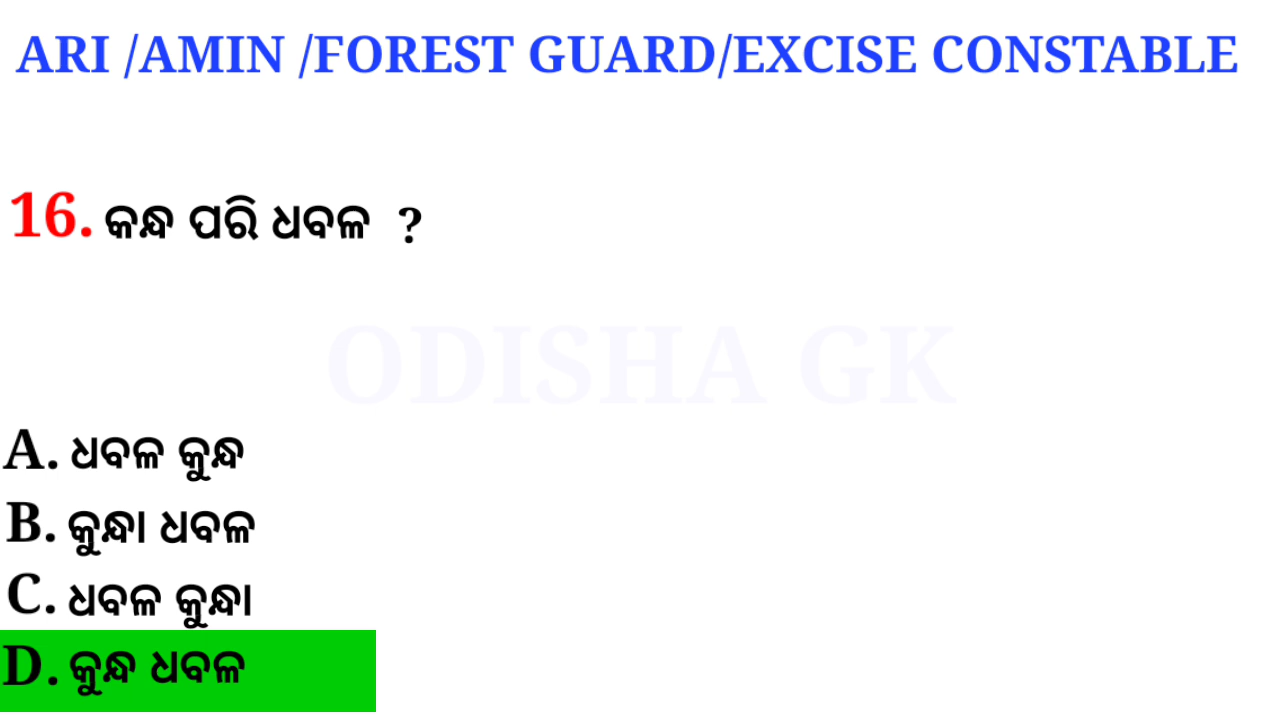 ARI /AMIN /FOREST GUARD/EXCISE CONSTABLE
16. କନ୍ଧ ପରି ଧବଳ ?
ODISHA GK
A. ଧବଳ କୁନ୍ଧ
B. କୁନ୍ଧା ଧବଳ
C. ଧବଳ କୁନ୍ଧା
D. କୁନ୍ଧ ଧବଳ